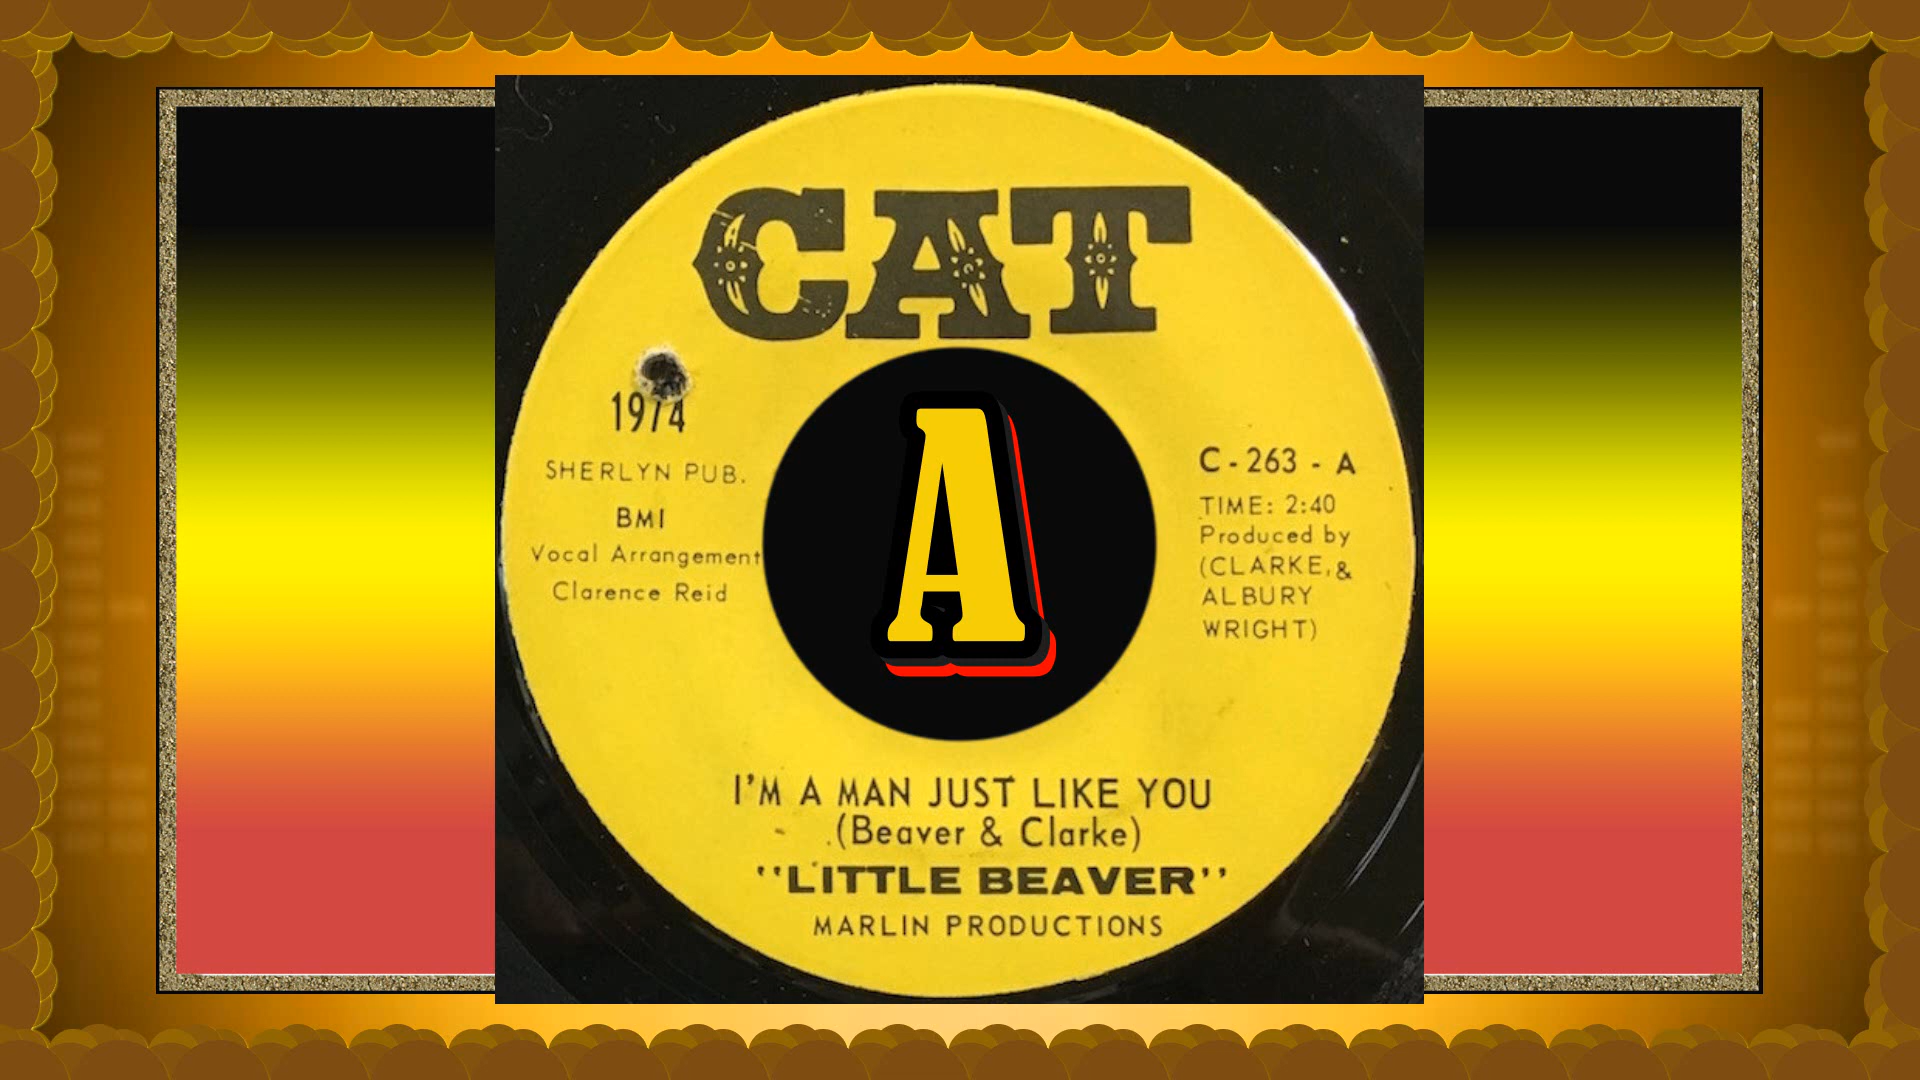 CAT
1974
SHERLYN PUB.
BMI
Vocal Arrangement
Clarence Reid
A
C-263-A
TIME: 2:40
Produced by
(CLARKE, &
ALBURY
WRIGHT)
I'M A MAN JUST LIKE YOU
(Beaver & Clarke)
"LITTLE BEAVER"
MARLIN PRODUCTIONS